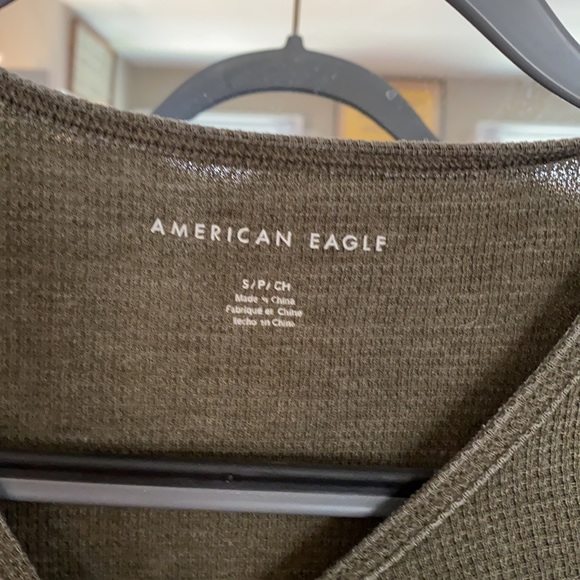 AMERICAN EAGLE
S/P/CH
Made in China
Fabriqué en Chine
Hecho en China